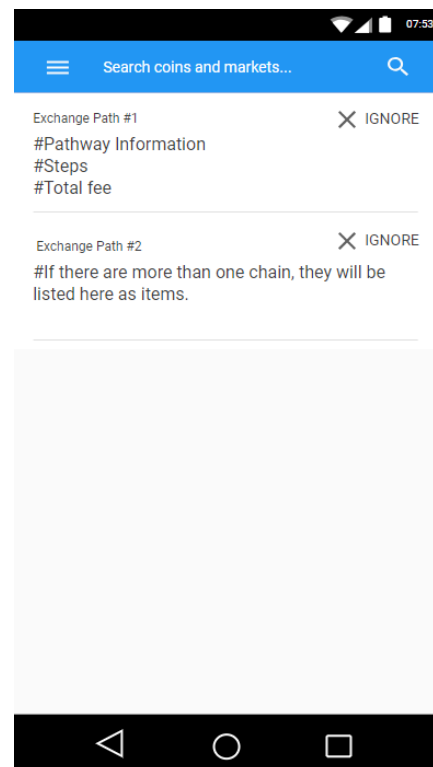 07:53
Search coins and markets...
Exchange Path #1
IGNORE
#Pathway Information
#Steps
#Total fee
Exchange Path #2
IGNORE
#If there are more than one chain, they will be
listed here as items.